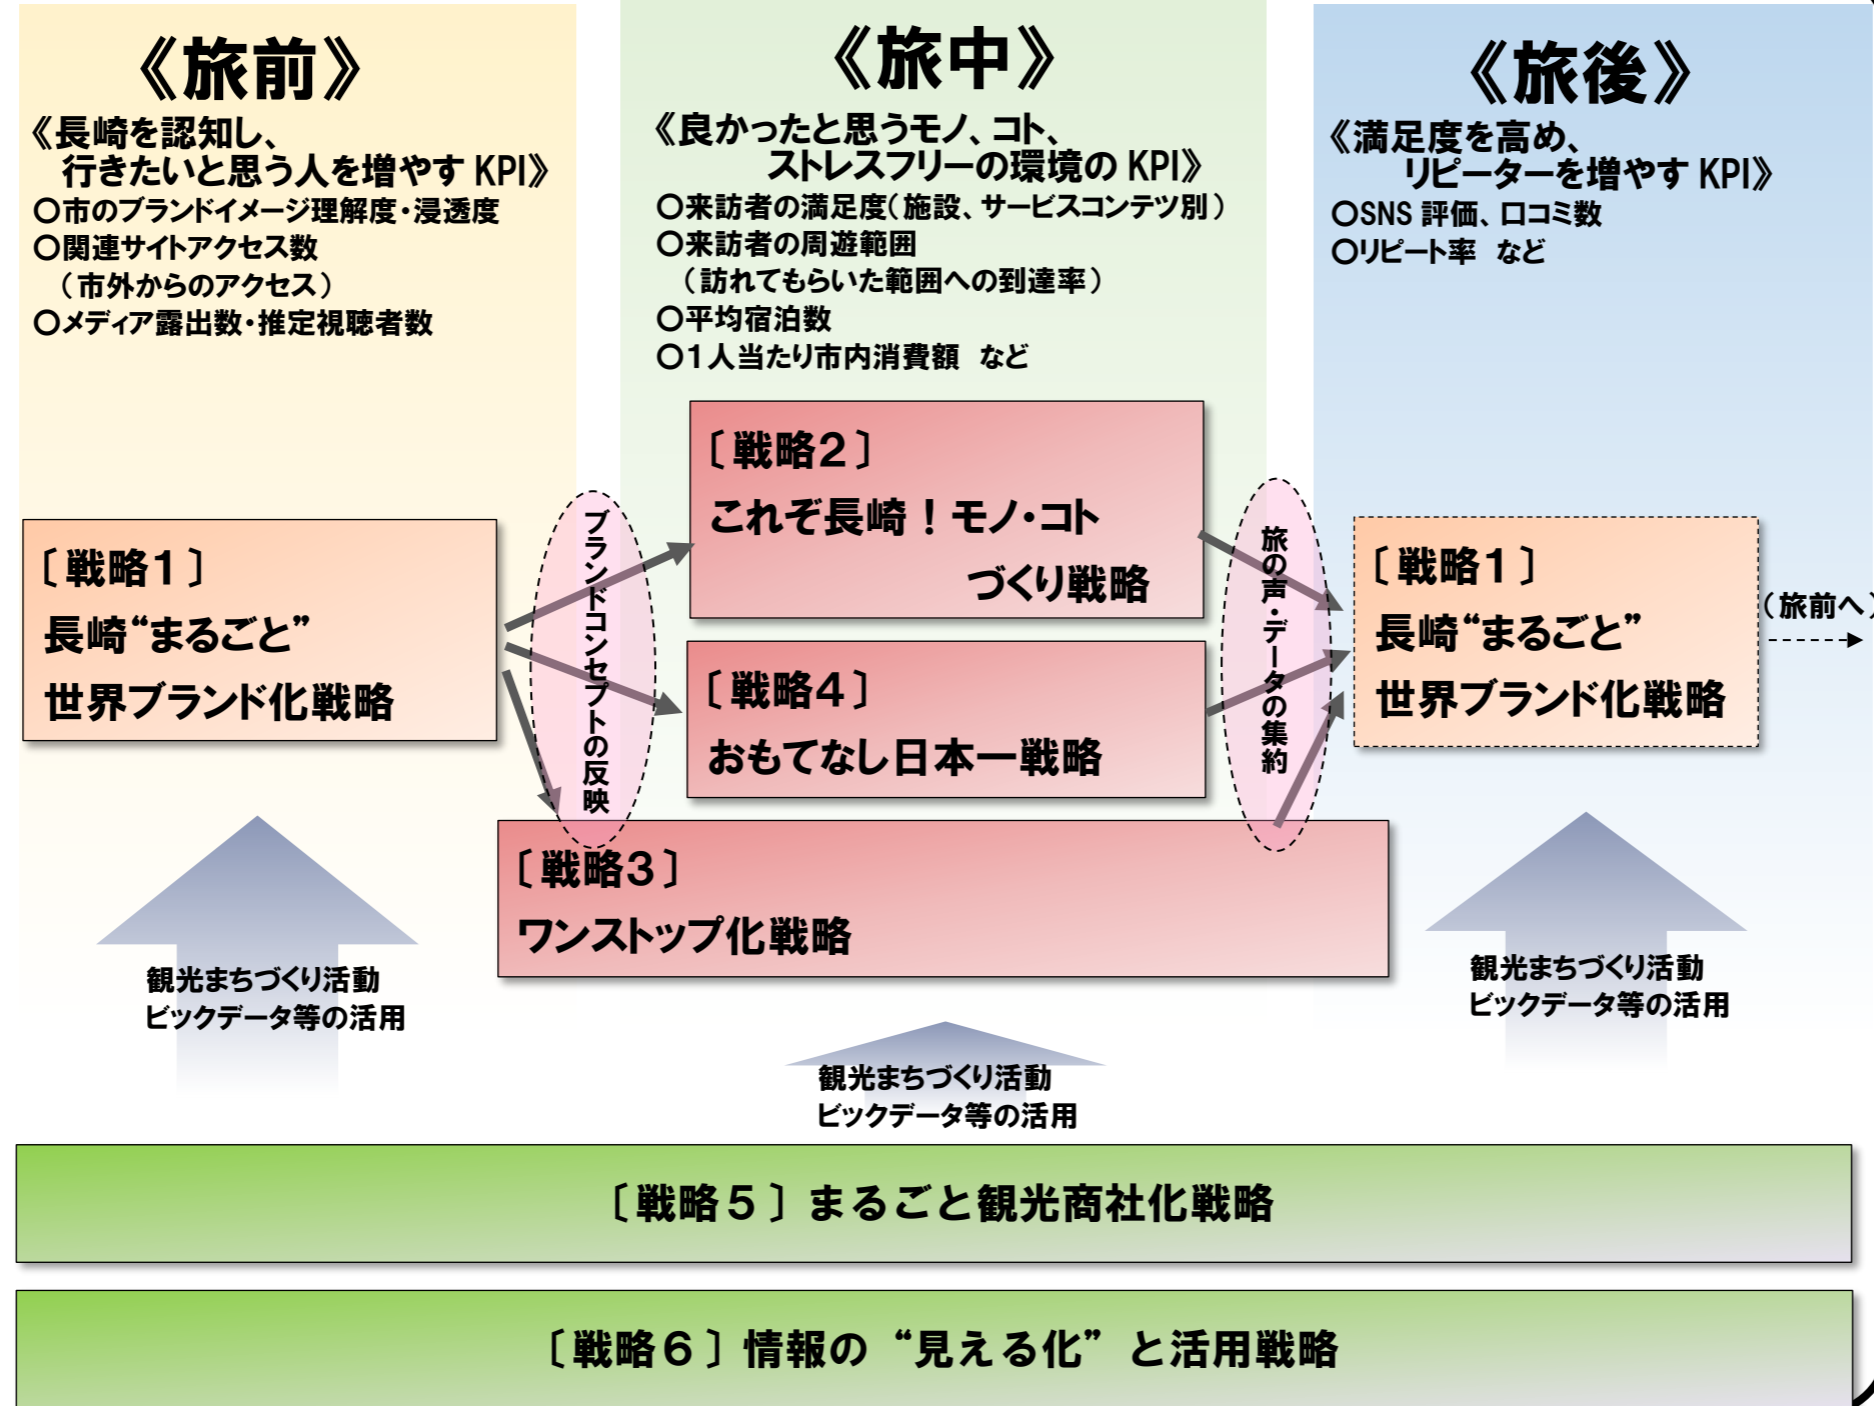 《旅前》
《長崎を認知し、
行きたいと思う人を増やす KPI》
〇市のブランドイメージ理解度・浸透度
〇関連サイトアクセス数
（市外からのアクセス）
〇メディア露出数・推定視聴者数
《旅中》
《良かったと思うモノ、コト、
ストレスフリーの環境の KPI》
〇来訪者の満足度（施設、サービスコンテツ別）
〇来訪者の周遊範囲
（訪れてもらいた範囲への到達率）
〇平均宿泊数
〇１人当たり市内消費額　など
《旅後》
《満足度を高め、
リピーターを増やす KPI》
〇SNS 評価、口コミ数
〇リピート率　など
〔戦略１〕
長崎“まるごと”
世界ブランド化戦略
ブランドコンセプトの反映
〔戦略２〕
これぞ長崎！モノ・コト
づくり戦略
〔戦略４〕
おもてなし日本一戦略
〔戦略３〕
ワンストップ化戦略
旅の声・データの集約
〔戦略１〕
長崎“まるごと”
世界ブランド化戦略
（旅前へ）
観光まちづくり活動
ビックデータ等の活用
観光まちづくり活動
ビックデータ等の活用
観光まちづくり活動
ビックデータ等の活用
〔戦略５〕まるごと観光商社化戦略
〔戦略６〕情報の“見える化”と活用戦略